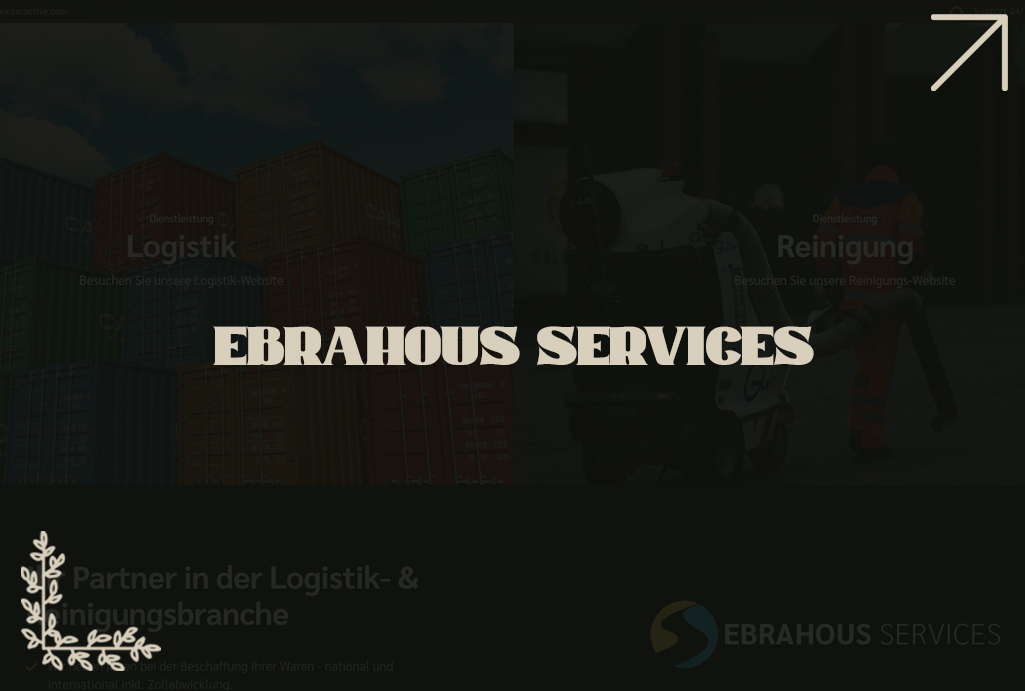 Dienstleistung
Logistik
Besuchen Sie unsere Logistik-Website
Dienstleistung
Reinigung
Besuchen Sie unsere Reinigungs-Website
EBRAHOUS SERVICES
Partner in der Logistik- &
einigungsbranche
EBRAHOUS SERVICES
bei der Beschaffung Ihrer Waren - national und
international inkl. Zollabwicklung